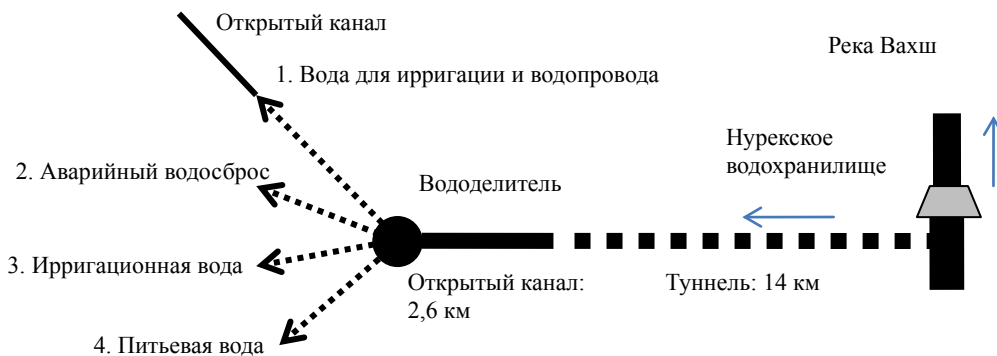 Открытый канал
Река Вахш
1. Вода для ирригации и водопровода
Нурекское
водохранилище
2. Аварийный водосброс
Вододелитель
3. Ирригационная вода
Открытый канал:
2,6 км
Туннель: 14 км
4. Питьевая вода